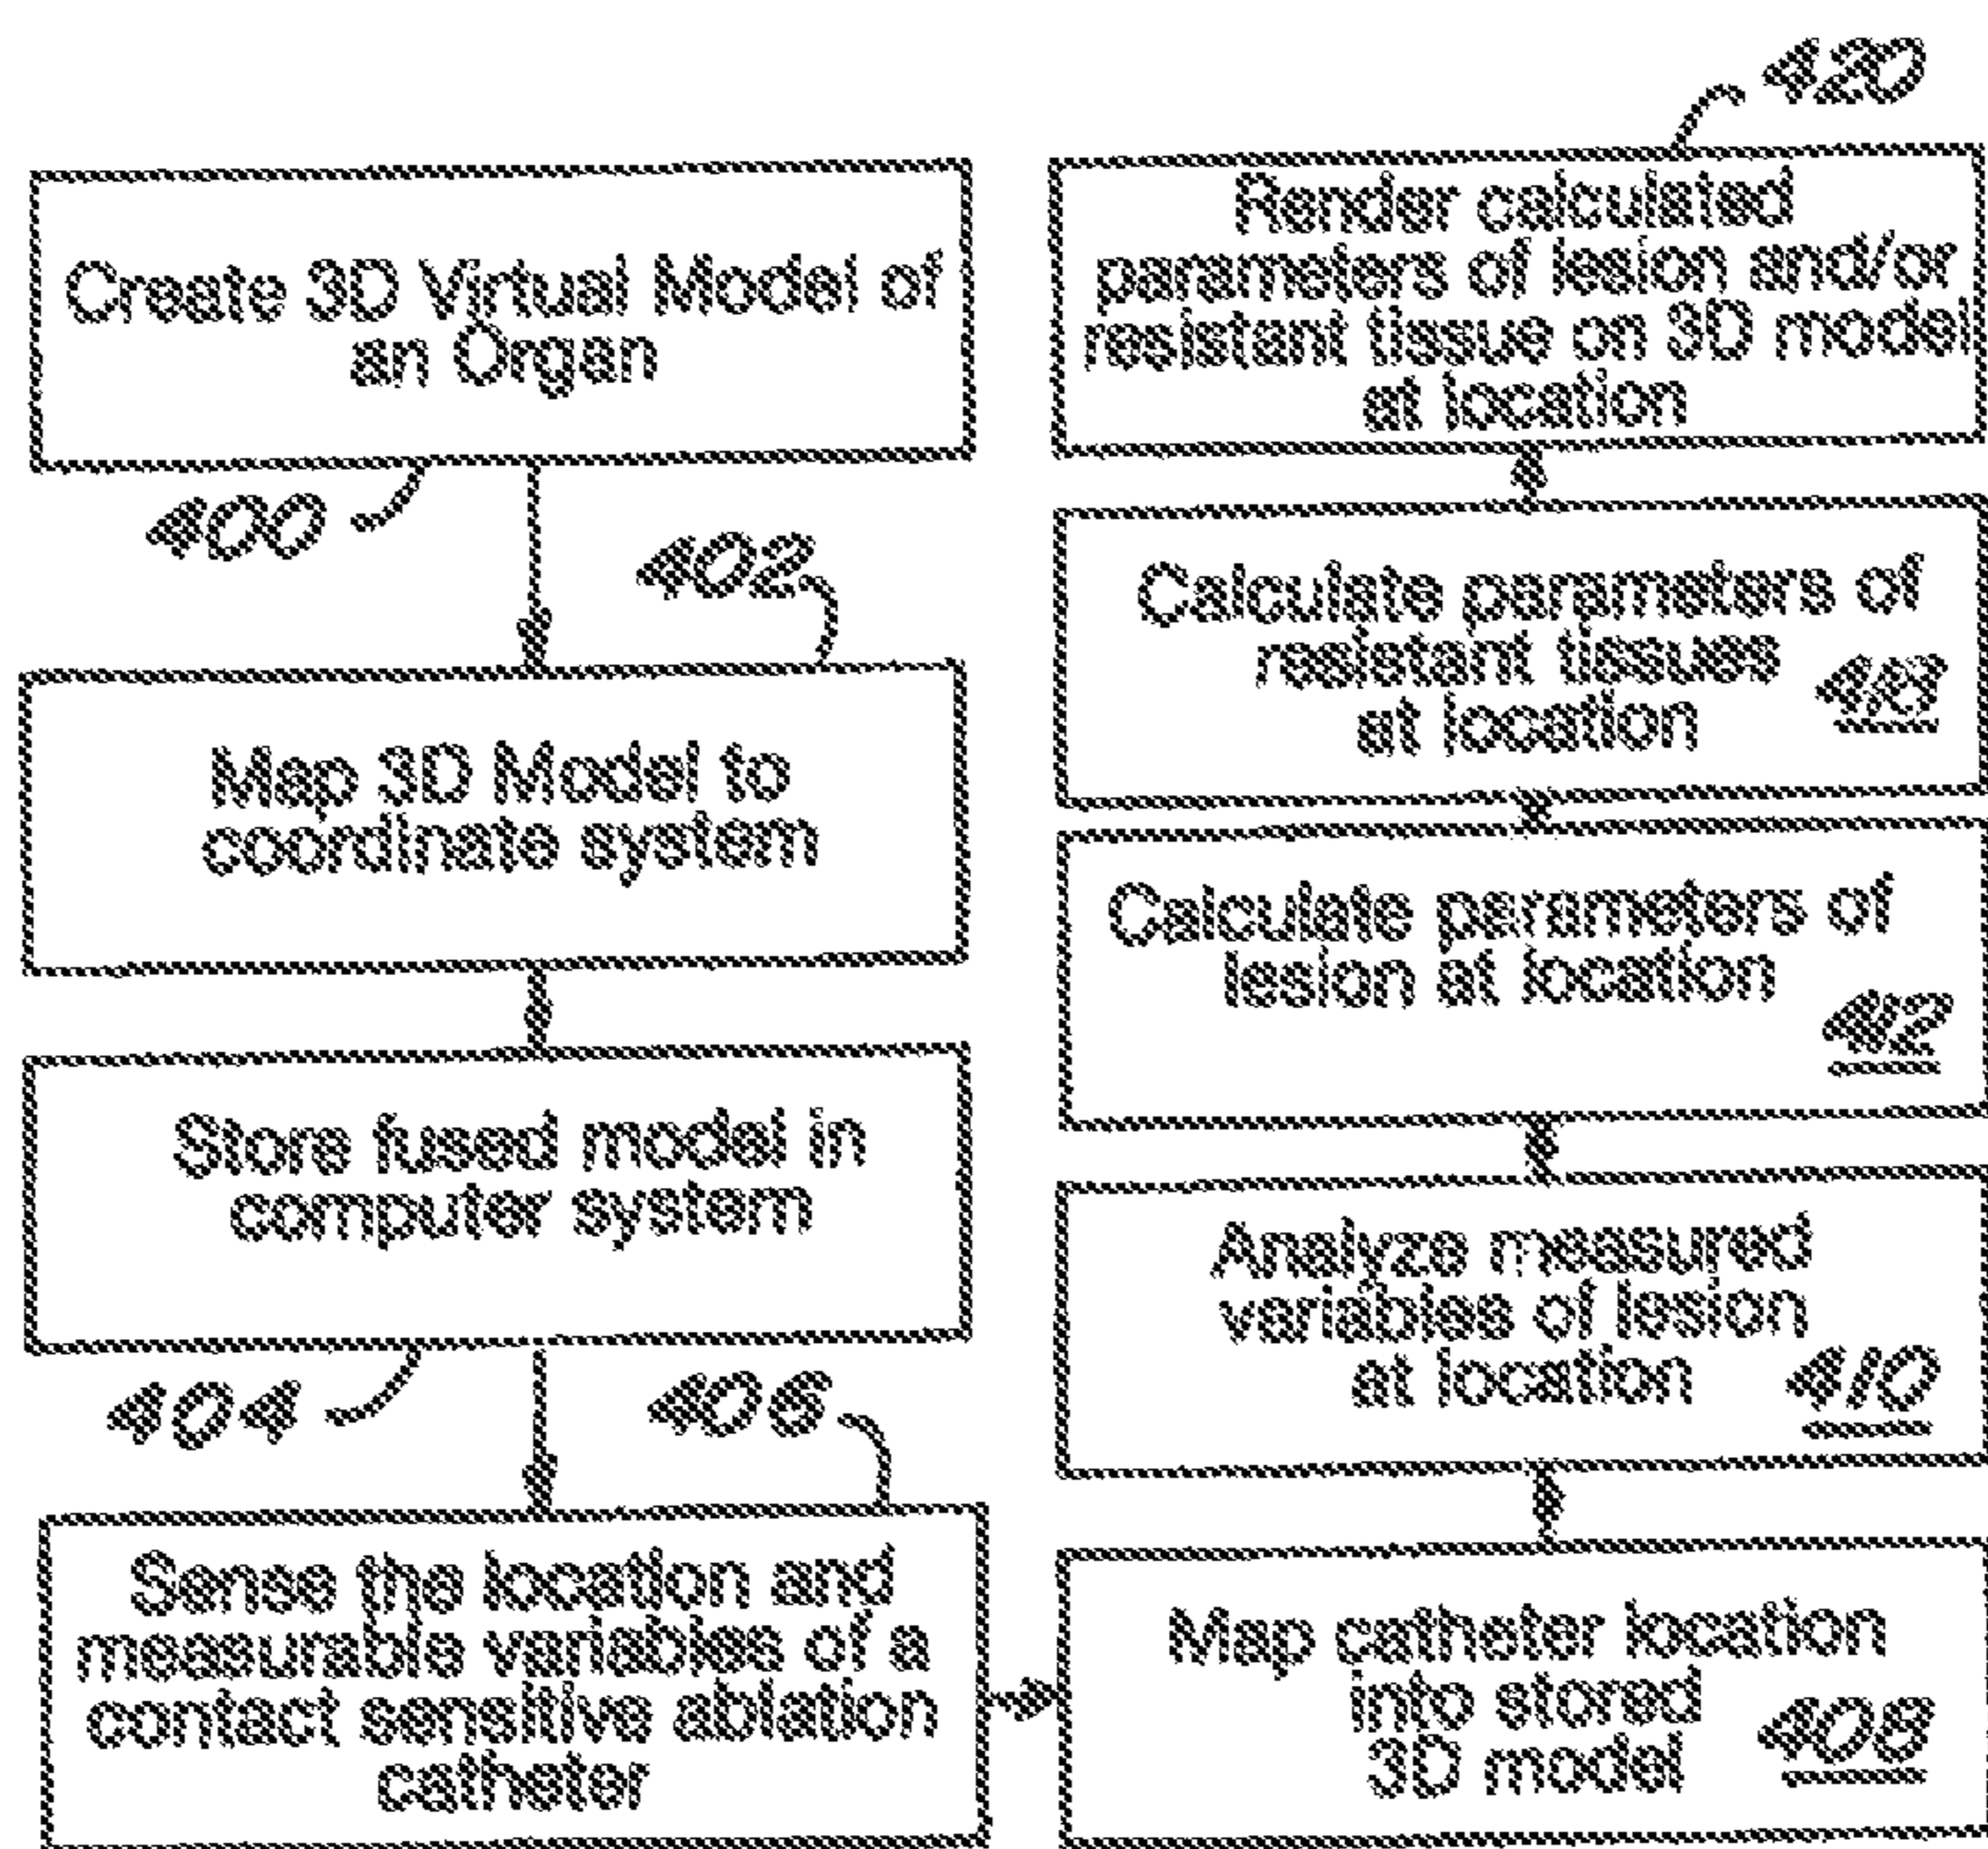 Create 3D Virtual Model of
an Organ
400
402
Map 3D Model to
coordinate system
Store fused model in
computer system
404
406
Sense the location and
measurable variables of a
contact sensitive ablation
catheter
420
Render calculated
parameters of lesion and/or
resistant tissue on 3D model
at location
Calculate parameters of
resistant tissues
at location
Calculate parameters of
lesion at location
412
Analyze measured
variables of lesion
at location
410
Map catheter location
into stored
3D model
408